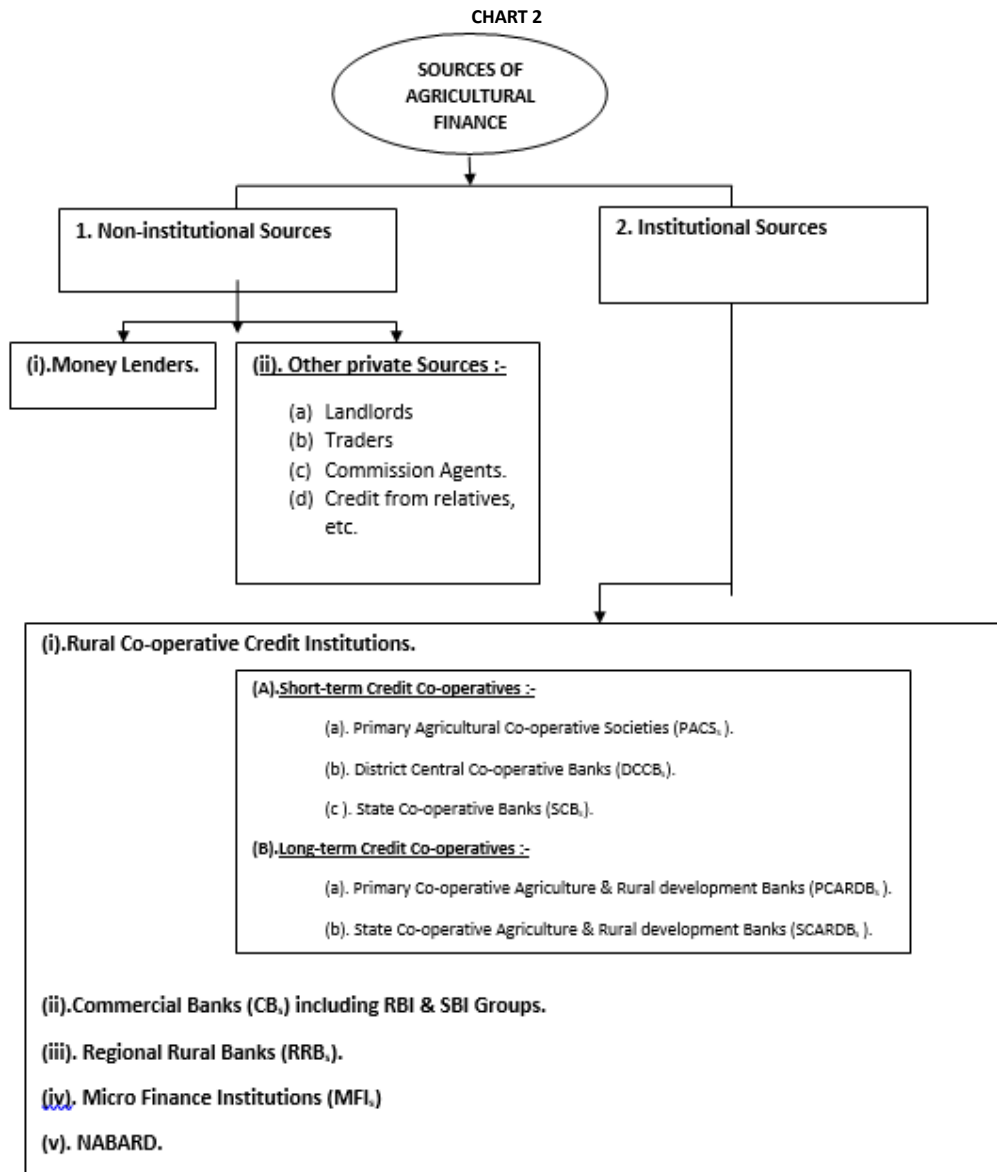 CHART 2
SOURCES OF
AGRICULTURAL
FINANCE
1. Non-institutional Sources
2. Institutional Sources
(i).Money Lenders.
(ii). Other private Sources :-
(a) Landlords
(b) Traders
(c) Commission Agents.
(d) Credit from relatives,
etc.
(i).Rural Co-operative Credit Institutions.
(A).Short-term Credit Co-operatives :-
(a). Primary Agricultural Co-operative Societies (PACSs ).
(b). District Central Co-operative Banks (DCCBs).
(c ). State Co-operative Banks (SCBs).
(B).Long-term Credit Co-operatives :-
(a). Primary Co-operative Agriculture & Rural development Banks (PCARDBs ).
(b). State Co-operative Agriculture & Rural development Banks (SCARDBs ).
(ii).Commercial Banks (CBs) including RBI & SBI Groups.
(iii). Regional Rural Banks (RRBs).
(iv). Micro Finance Institutions (MFIs)
(v). NABARD.